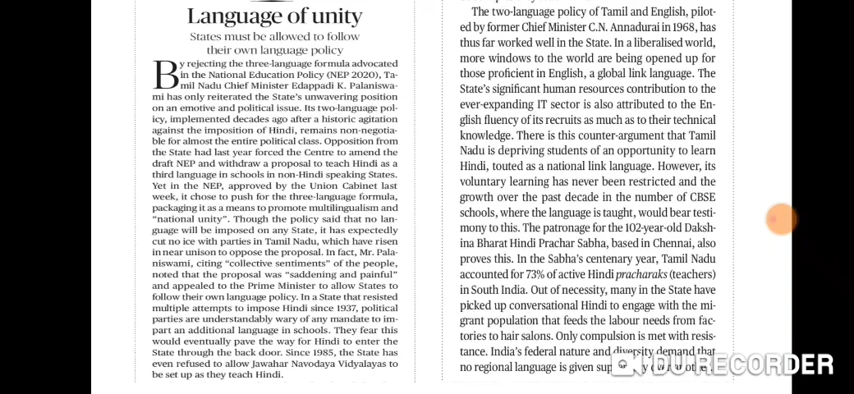 Language of unity
States must be allowed to follow
their own language policy
By rejecting the three-language formula advocated
in the National Education Policy (NEP 2020), Ta-
mil Nadu Chief Minister Edappadi K. Palaniswa-
mi has only reiterated the State's unwavering position
on an emotive and political issue. Its two-language pol-
icy, implemented decades ago after a historic agitation
against the imposition of Hindi, remains non-negotia-
ble for almost the entire political class. Opposition from
the State had last year forced the Centre to amend the
draft NEP and withdraw a proposal to teach Hindi as a
third language in schools in non-Hindi speaking States.
Yet in the NEP, approved by the Union Cabinet last
week, it chose to push for the three-language formula,
packaging it as a means to promote multilingualism and
"national unity". Though the policy said that no lan-
guage will be imposed on any State, it has expectedly
cut no ice with parties in Tamil Nadu, which have risen
in near unison to oppose the proposal. In fact, Mr. Pala-
niswami, citing "collective sentiments" of the people,
noted that the proposal was "saddening and painful"
and appealed to the Prime Minister to allow States to
follow their own language policy. In a State that resisted
multiple attempts to impose Hindi since 1937, political
parties are understandably wary of any mandate to im-
part an additional language in schools. They fear this
would eventually pave the way for Hindi to enter the
State through the back door. Since 1985, the State has
even refused to allow Jawahar Navodaya Vidyalayas to
be set up as they teach Hindi.
The two-language policy of Tamil and English, pilot-
ed by former Chief Minister C.N. Annadurai in 1968, has
thus far worked well in the State. In a liberalised world,
more windows to the world are being opened up for
those proficient in English, a global link language. The
State's significant human resources contribution to the
ever-expanding IT sector is also attributed to the En-
glish fluency of its recruits as much as to their technical
knowledge. There is this counter-argument that Tamil
Nadu is depriving students of an opportunity to learn
Hindi, touted as a national link language. However, its
voluntary learning has never been restricted and the
growth over the past decade in the number of CBSE
schools, where the language is taught, would bear testi-
mony to this. The patronage for the 102-year-old Daksh-
ina Bharat Hindi Prachar Sabha, based in Chennai, also
proves this. In the Sabha's centenary year, Tamil Nadu
accounted for 73% of active Hindi pracharaks (teachers)
in South India. Out of necessity, many in the State have
picked up conversational Hindi to engage with the mi-
grant population that feeds the labour needs from fac-
tories to hair salons. Only compulsion is met with resis-
tance. India's federal nature and diversity demand that
no regional language is given
DU RECORDER